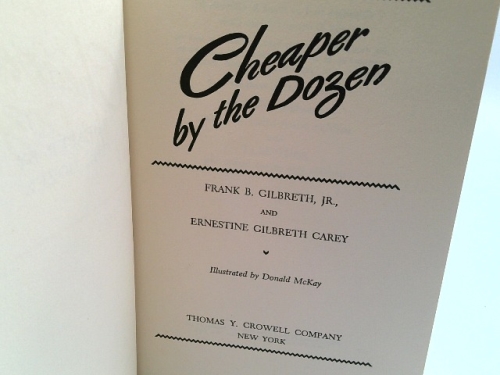 Cheaper
by the Dozen
FRANK B. GILBRETH, JR.,
AND
ERNESTINE GILBRETH CAREY
Illustrated by Donald McKay
THOMAS Y. CROWELL COMPANY
NEW YORK